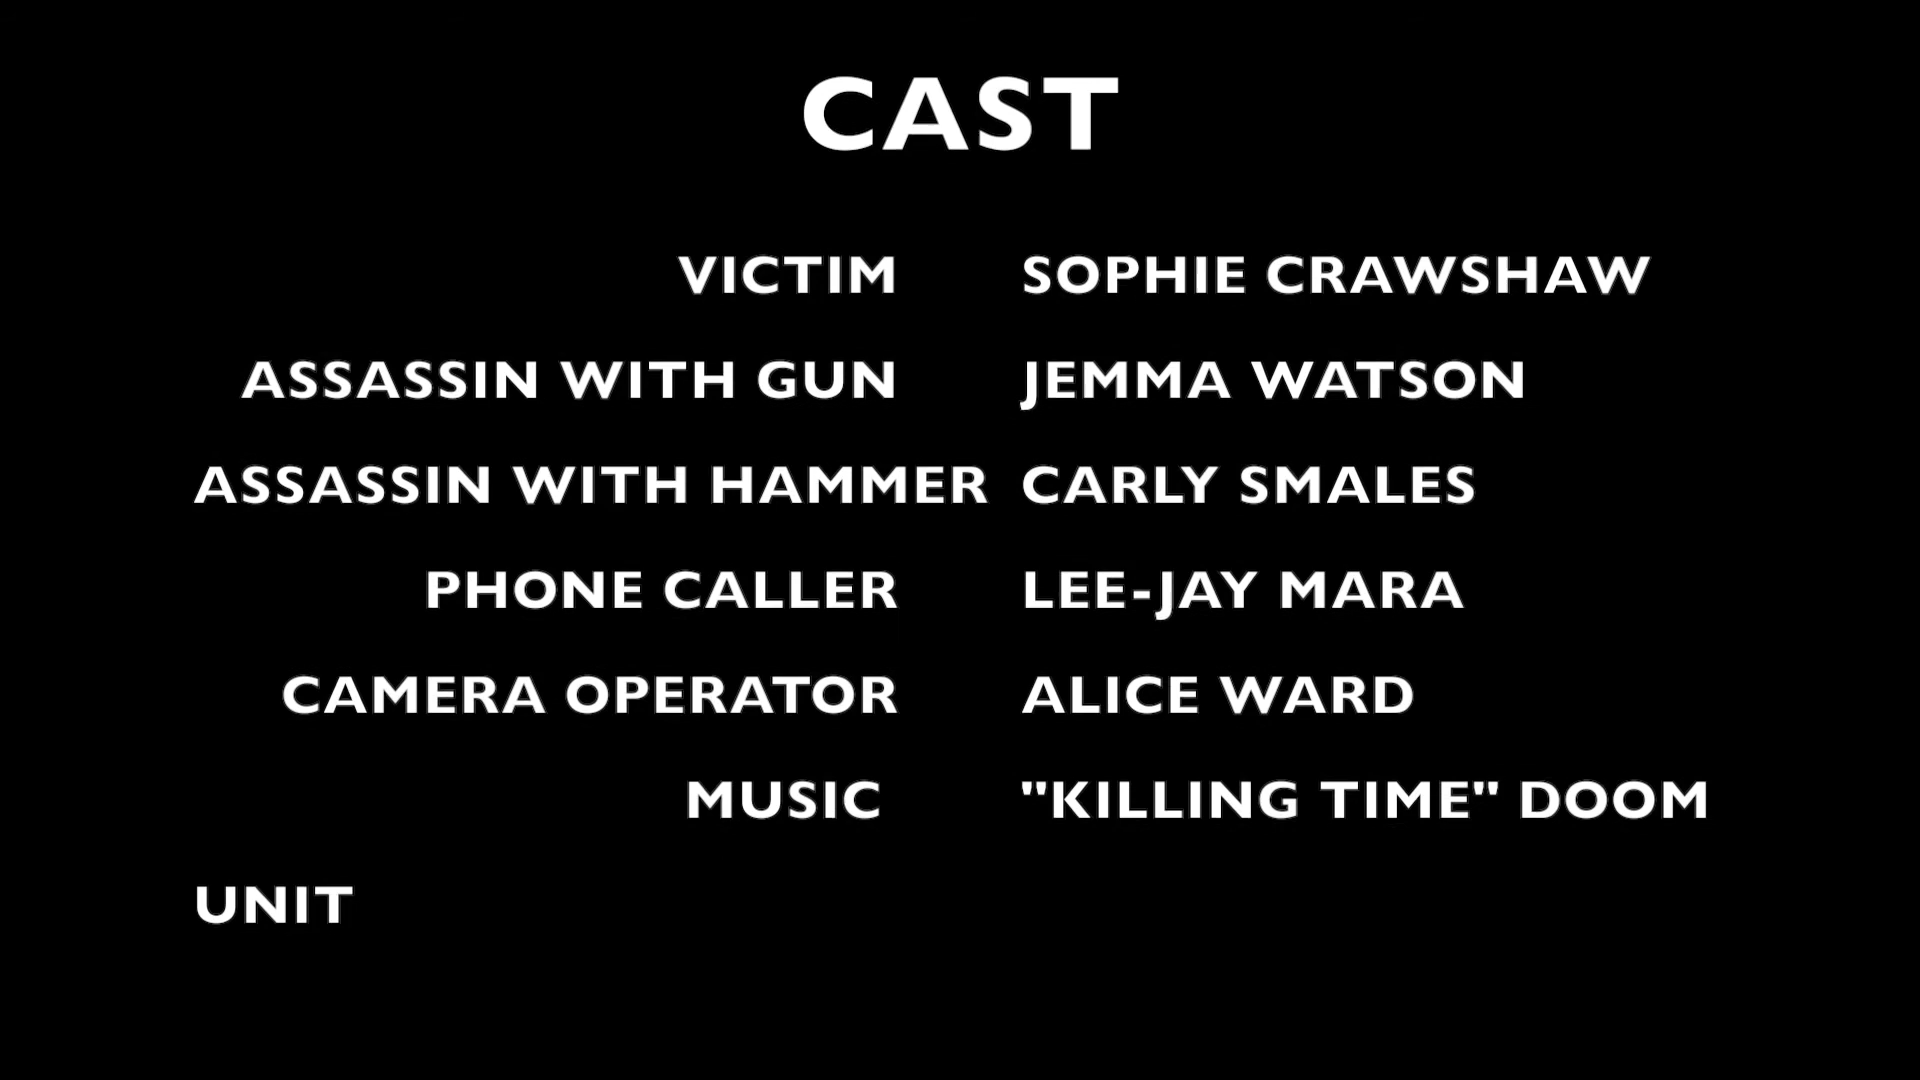 CAST
VICTIM SOPHIE CRAWSHAW
ASSASSIN WITH GUN JEMMA WATSON
ASSASSIN WITH HAMMER CARLY SMALES
PHONE CALLER LEE-JAY MARA
CAMERA OPERATOR ALICE WARD
MUSIC "KILLING TIME" DOOM
UNIT